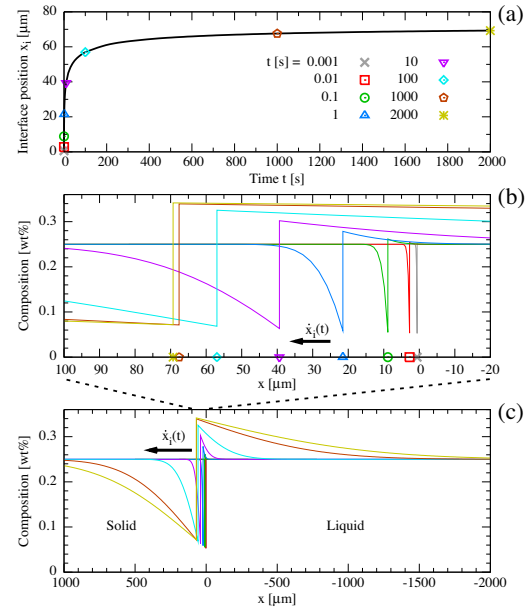 (a)
Interface position xᵢ [μm]
80
60
40
20
0
t [s] = 0.001 10
0.01 100
0.1 1000
1 2000
0 200 400 600 800 1000 1200 1400 1600 1800 2000
Time t [s]
(b)
Composition [wt%]
0.3
0.2
0.1
0
ẋᵢ(t)
100 90 80 70 60 50 40 30 20 10 0 -10 -20
x [μm]
(c)
Composition [wt%]
0.3
0.2
0.1
0
ẋᵢ(t)
Solid Liquid
1000 500 0 -500 -1000 -1500 -2000
x [μm]